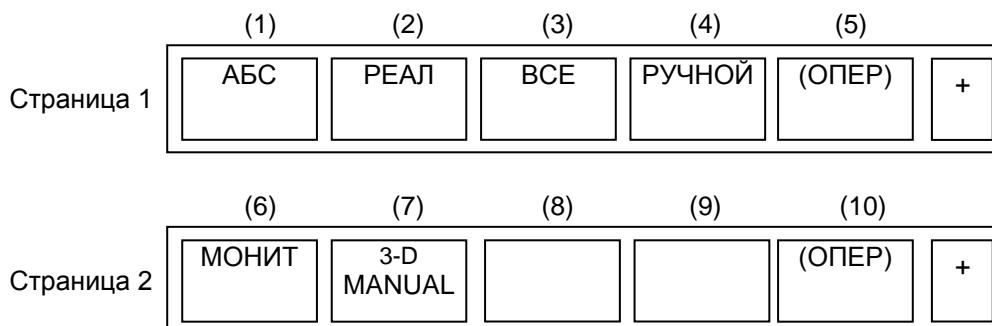 (1) (2) (3) (4) (5)
Страница 1 АБС РЕАЛ ВСЕ РУЧНОЙ (ОПЕР) +
(6) (7) (8) (9) (10)
Страница 2 МОНИТ 3-D MANUAL (ОПЕР) +